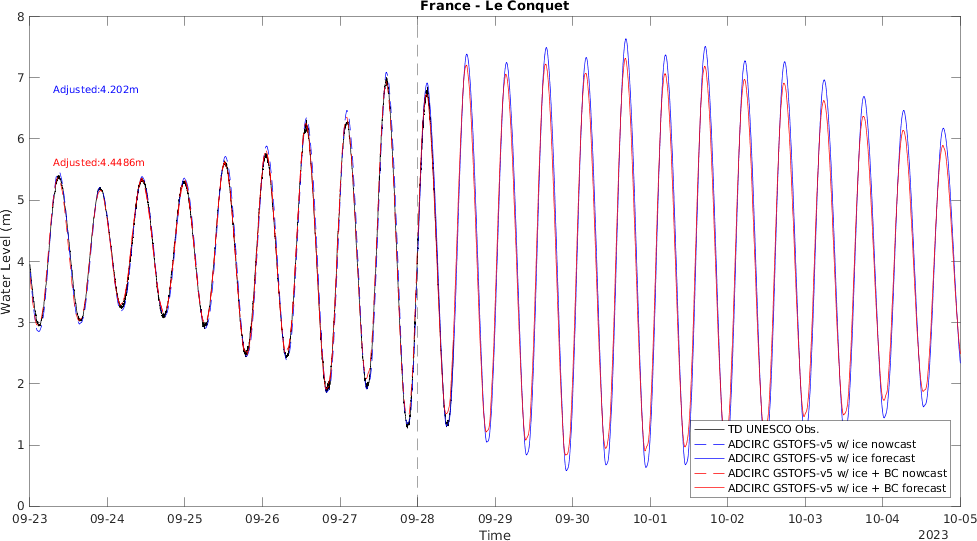 France - Le Conquet
8
7
6
5
4
3
2
1
0
Water Level (m)
Adjusted:4.202m
Adjusted:4.4486m
TD UNESCO Obs.
ADCIRC GSTOFS-v5 w/ ice nowcast
ADCIRC GSTOFS-v5 w/ ice forecast
ADCIRC GSTOFS-v5 w/ ice + BC nowcast
ADCIRC GSTOFS-v5 w/ ice + BC forecast
09-23 09-24 09-25 09-26 09-27 09-28 09-29 09-30 10-01 10-02 10-03 10-04 10-05
Time
2023